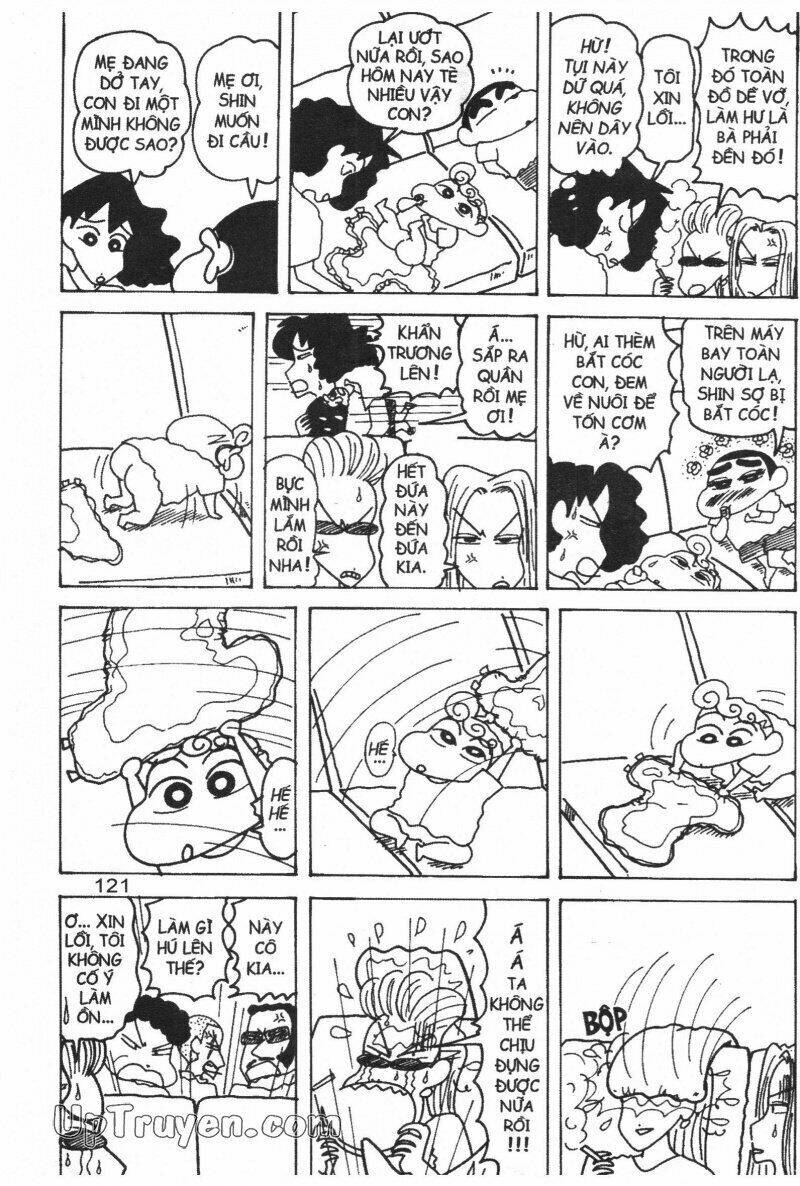 TRONG
ĐÓ TOÀN
ĐỒ DỄ VỠ,
LÀM HƯ LÀ
BÀ PHẢI
ĐỀN ĐÓ!
TÔI
XIN
LỖI...
HỪ!
TỤI NÀY
DỮ QUÁ,
KHÔNG
NÊN DÂY
VÀO.
LẠI ƯỚT
NỮA RỒI, SAO
HÔM NAY TÈ
NHIỀU VẬY
CON?
MẸ ƠI,
SHIN
MUỐN
ĐI CẦU!
MẸ ĐANG
DỞ TAY,
CON ĐI MỘT
MÌNH KHÔNG
ĐƯỢC SAO?
TRÊN MÁY
BAY TOÀN
NGƯỜI LẠ,
SHIN SỢ BỊ
BẮT CÓC!
HỪ, AI THÈM
BẮT CÓC
CON, ĐEM
VỀ NUÔI ĐỂ
TỐN CƠM
À?
Á...
SẮP RA
QUẦN
RỒI MẸ
ƠI!
KHẨN
TRƯƠNG
LÊN!
HẾT
ĐỨA
NÀY
ĐẾN
ĐỨA
KIA.
BỰC
MÌNH
LẮM
RỒI
NHA!
HẾ
...
HẾ
HẾ
...
121
BỘP
Á
Á
TA
KHÔNG
THỂ
CHỊU
ĐỰNG
ĐƯỢC
NỮA
RỒI
!!!
NÀY
CÔ
KIA...
LÀM GÌ
HÚ LÊN
THẾ?
Ơ... XIN
LỖI, TÔI
KHÔNG
CỐ Ý
LÀM
ỒN...
UpTruyen.com